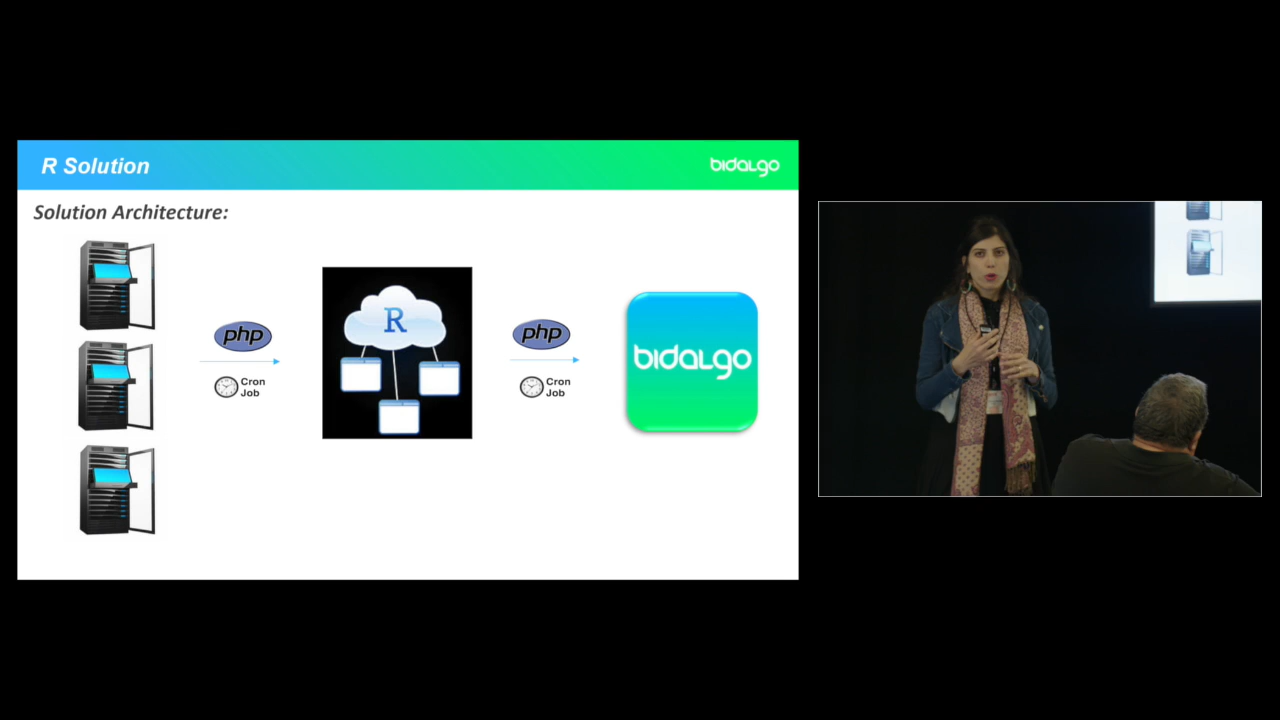 R Solution
bidalgo
Solution Architecture:
php
Cron
Job
R
php
Cron
Job
bidalgo